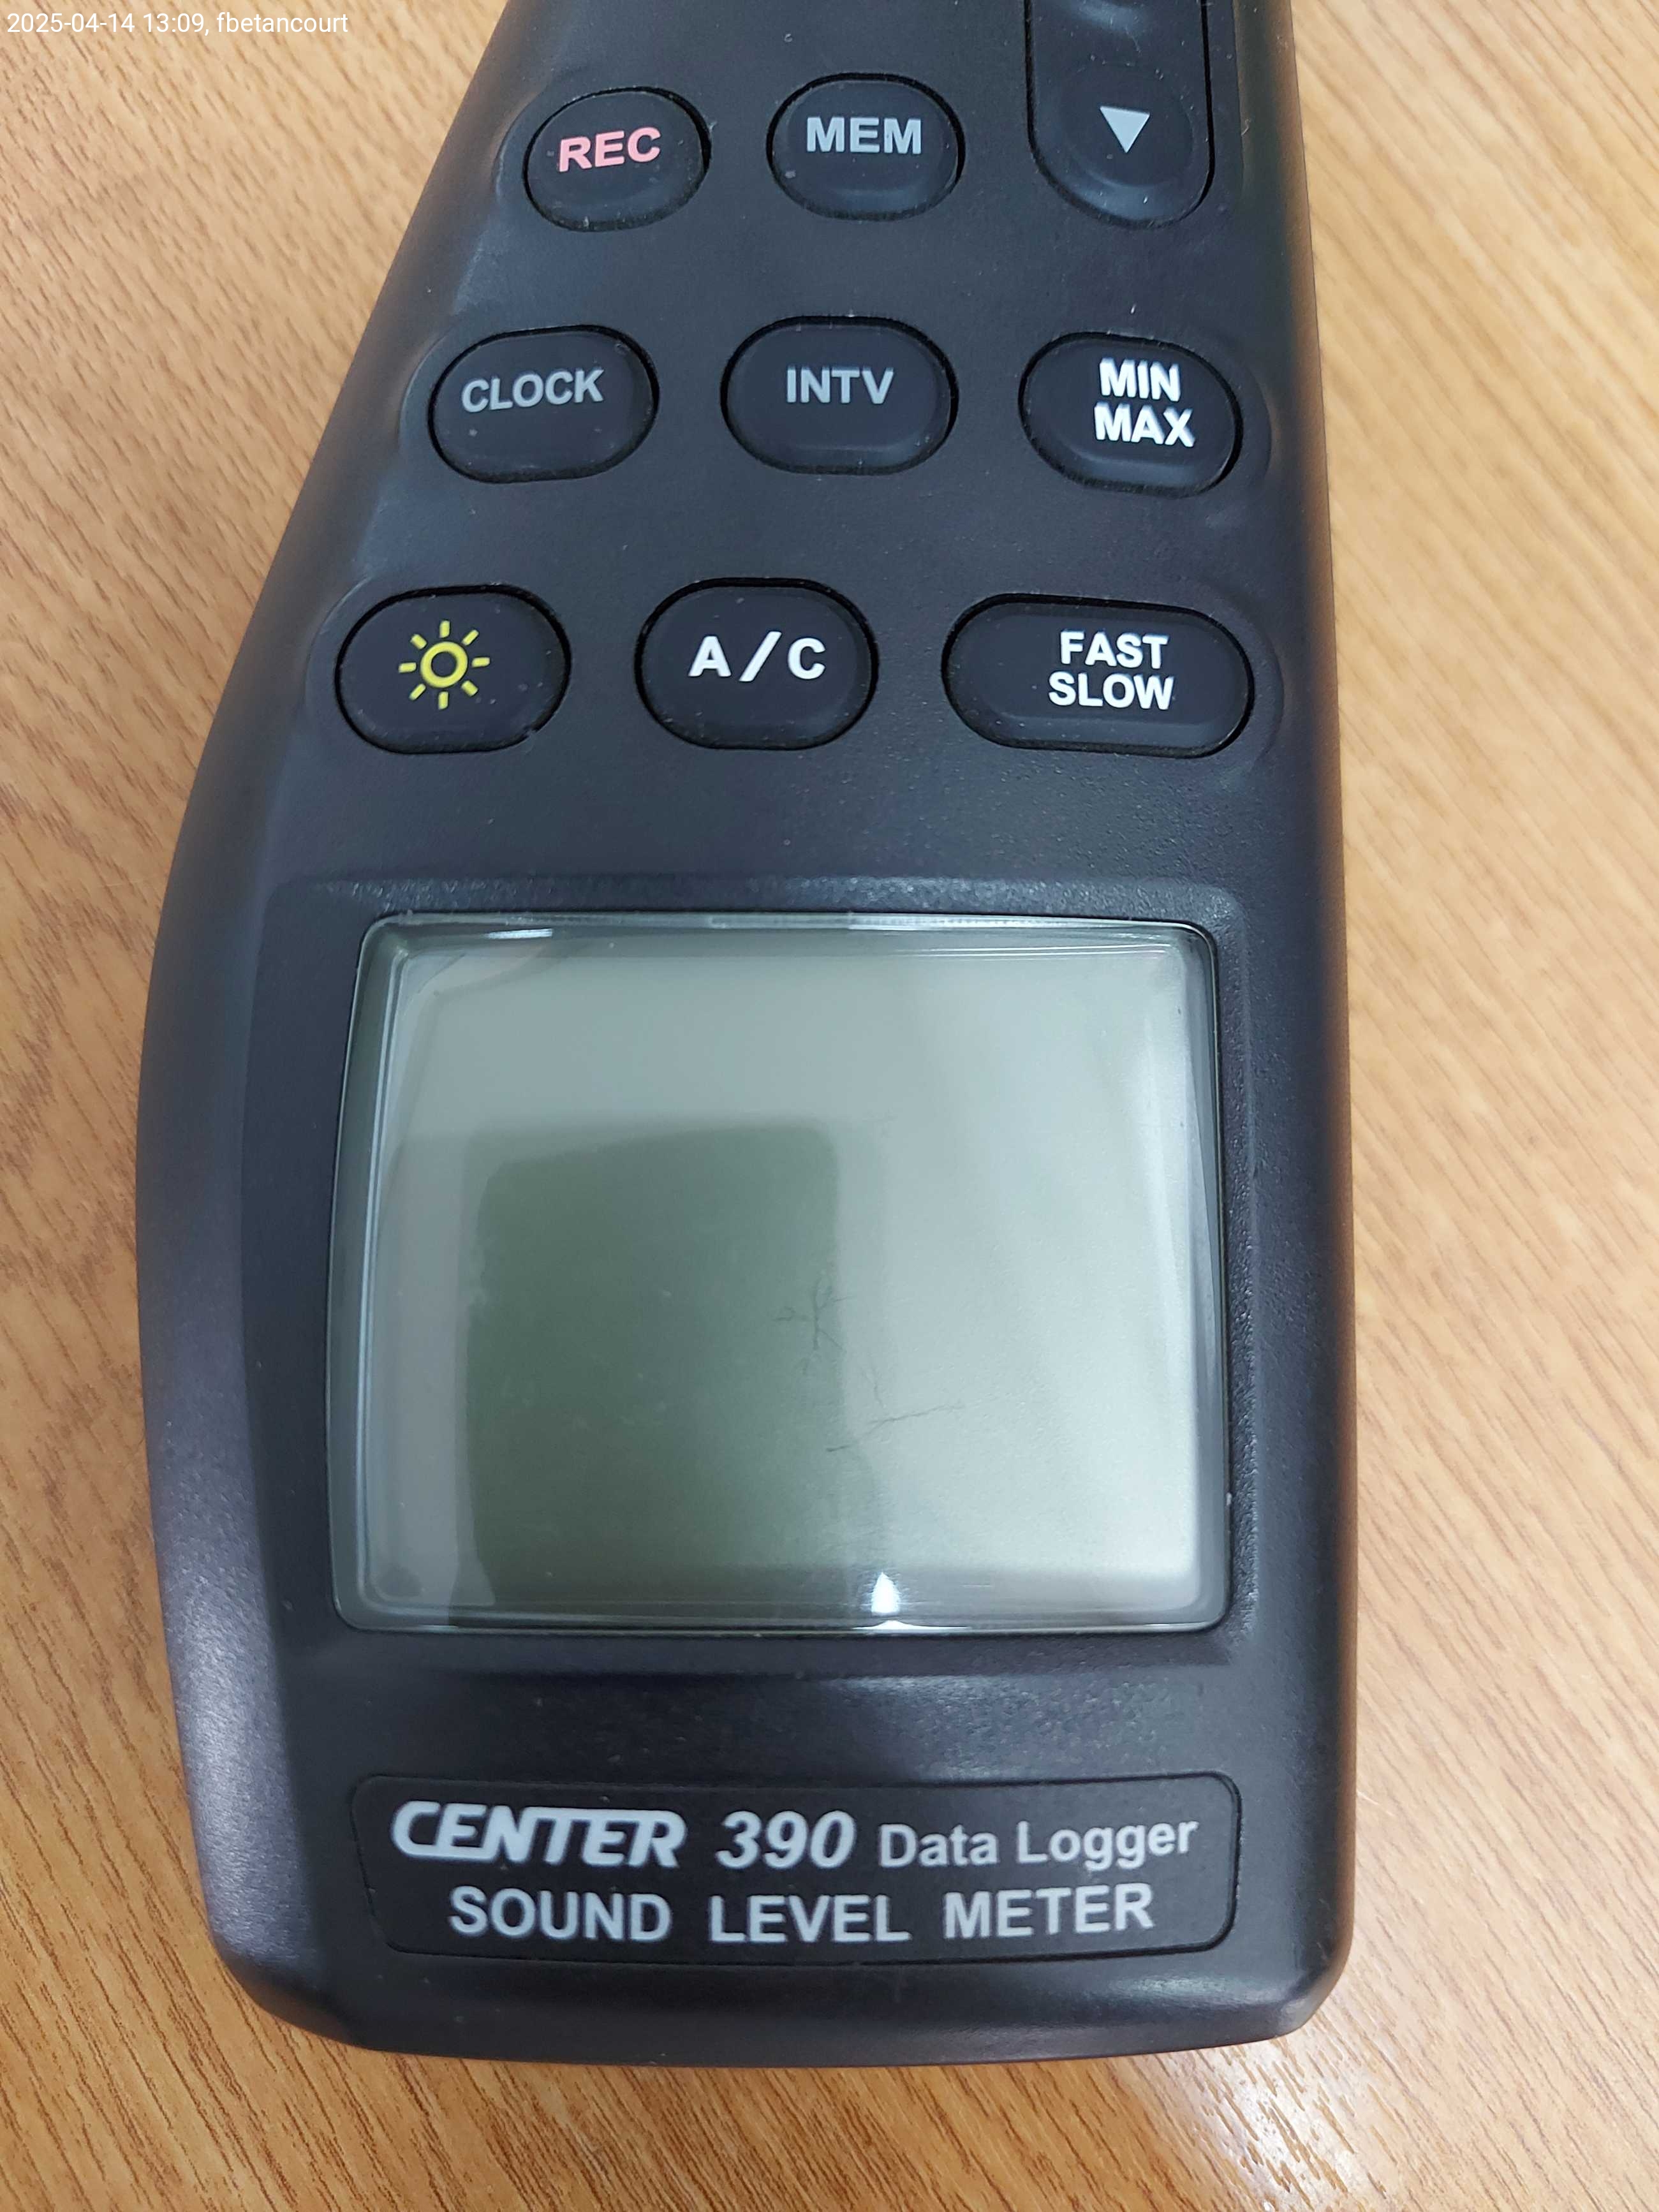 2025-04-14 13:09, fbetancourt
REC
MEM
CLOCK
INTV
MIN
MAX
A/C
FAST
SLOW
CENTER 390 Data Logger
SOUND LEVEL METER